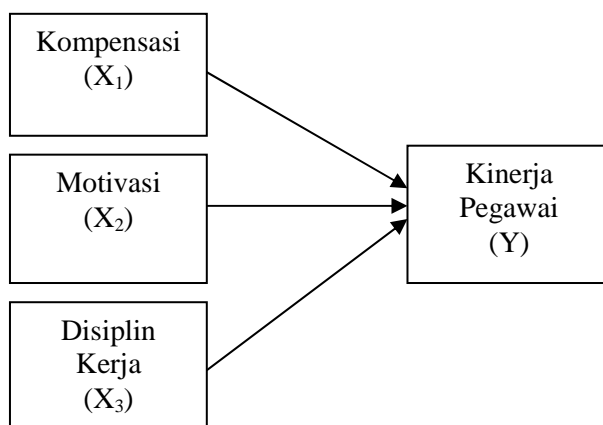 Kompensasi
(X₁)
Motivasi
(X₂)
Disiplin
Kerja
(X₃)
Kinerja
Pegawai
(Y)